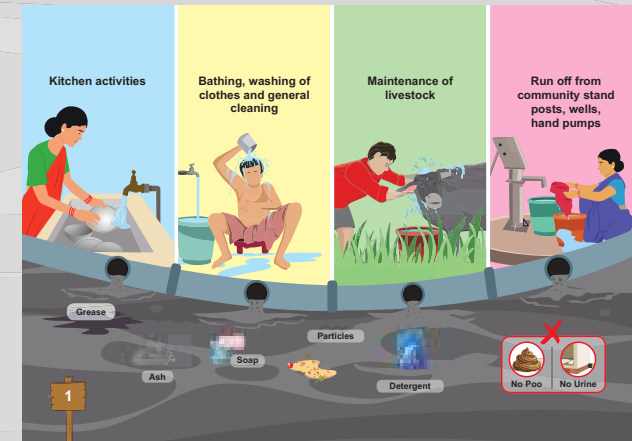 Kitchen activities
Bathing, washing of
clothes and general
cleaning
Maintenance of
livestock
Run off from
community stand
posts, wells,
hand pumps
Grease
Ash
Soap
Particles
Detergent
No Poo
No Urine
1